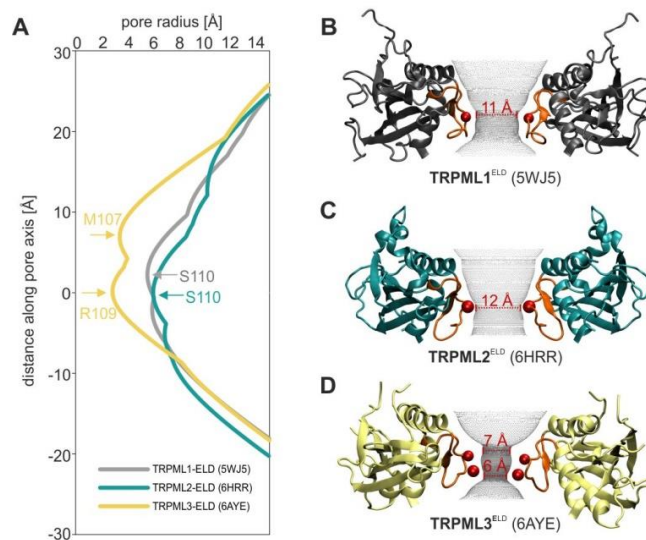 A
pore radius [Å]
0 2 4 6 8 10 12 14
30
20
10
0
-10
-20
-30
distance along pore axis [Å]
M107
R109
S110
S110
TRPML1-ELD (5WJ5)
TRPML2-ELD (6HRR)
TRPML3-ELD (6AYE)
B
11 Å
TRPML1ELD (5WJ5)
C
12 Å
TRPML2ELD (6HRR)
D
7 Å
6 Å
TRPML3ELD (6AYE)